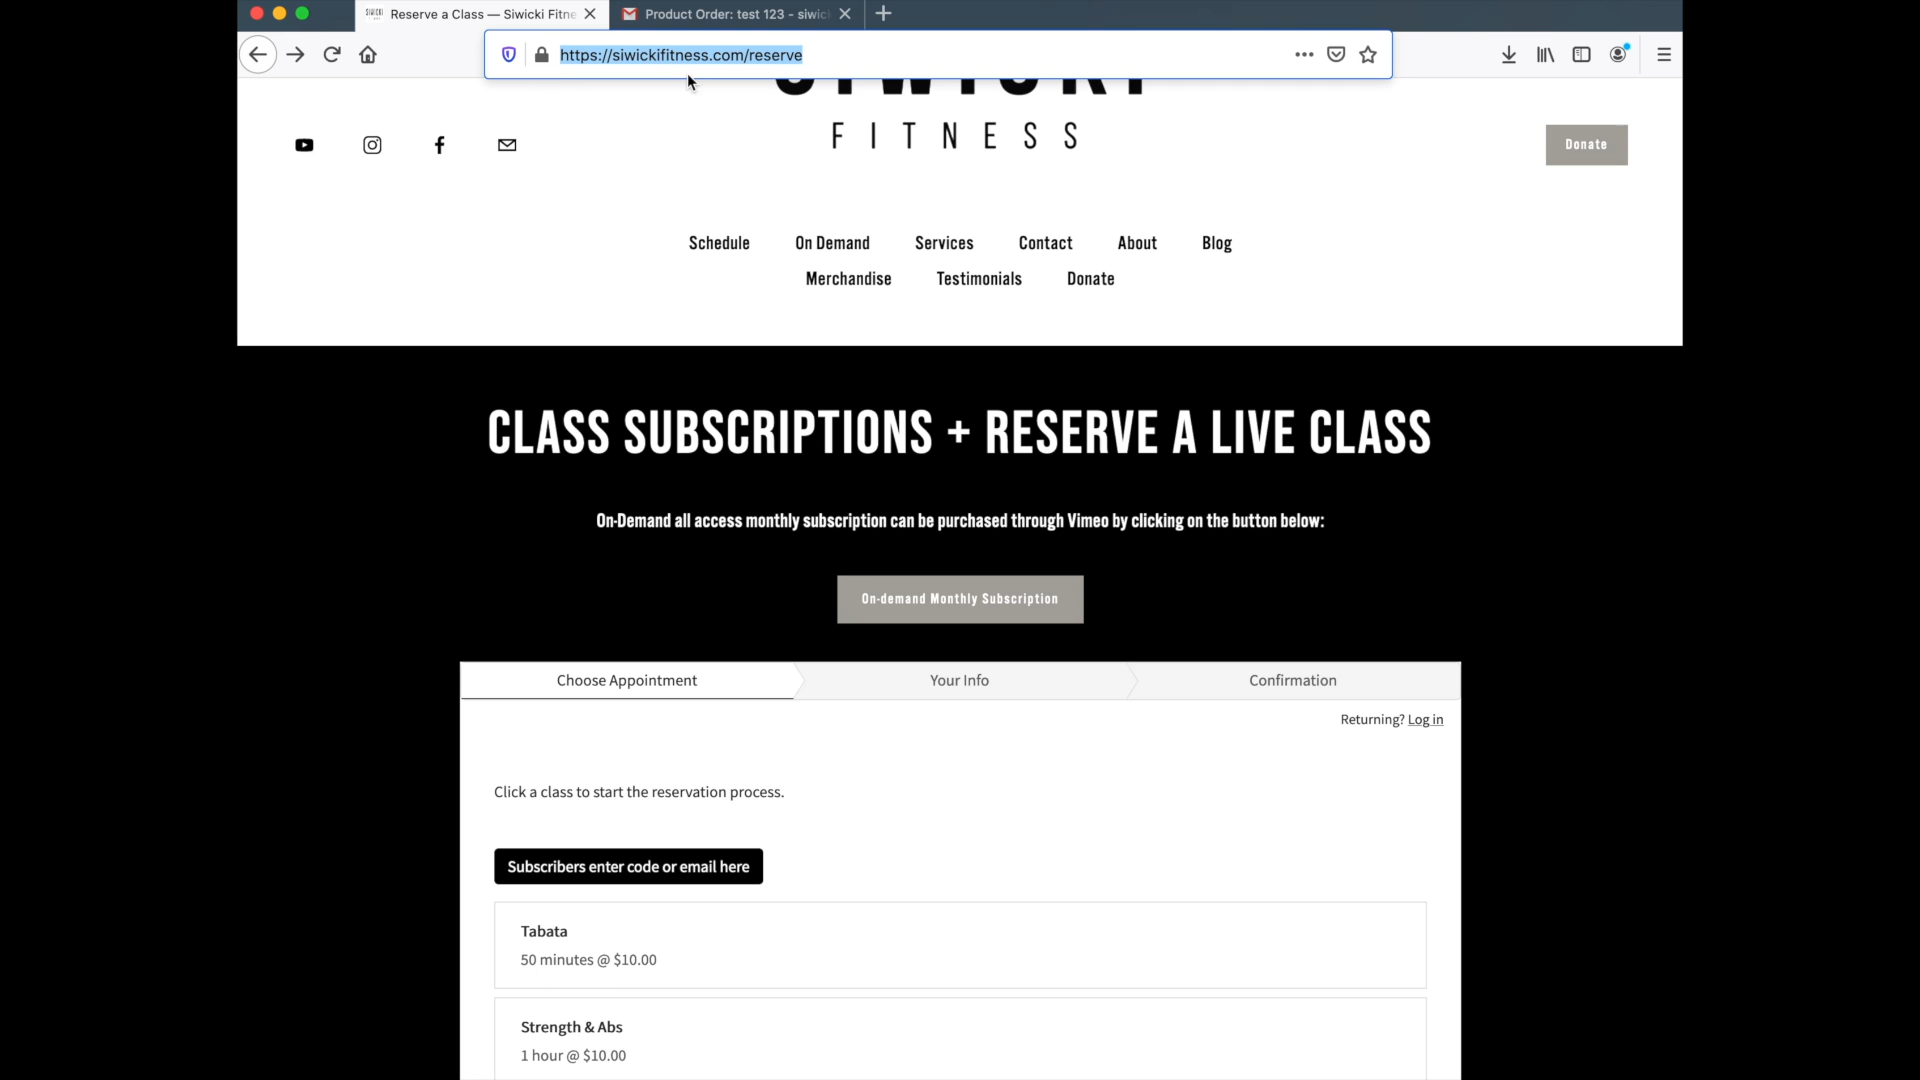 Reserve a Class — Siwicki Fitne
Product Order: test 123 - siwic
https://siwickifitness.com/reserve
SIWICKI
FITNESS
Donate
Schedule On Demand Services Contact About Blog
Merchandise Testimonials Donate
CLASS SUBSCRIPTIONS + RESERVE A LIVE CLASS
On-Demand all access monthly subscription can be purchased through Vimeo by clicking on the button below:
On-demand Monthly Subscription
Choose Appointment Your Info Confirmation
Returning? Log in
Click a class to start the reservation process.
Subscribers enter code or email here
Tabata
50 minutes @ $10.00
Strength & Abs
1 hour @ $10.00